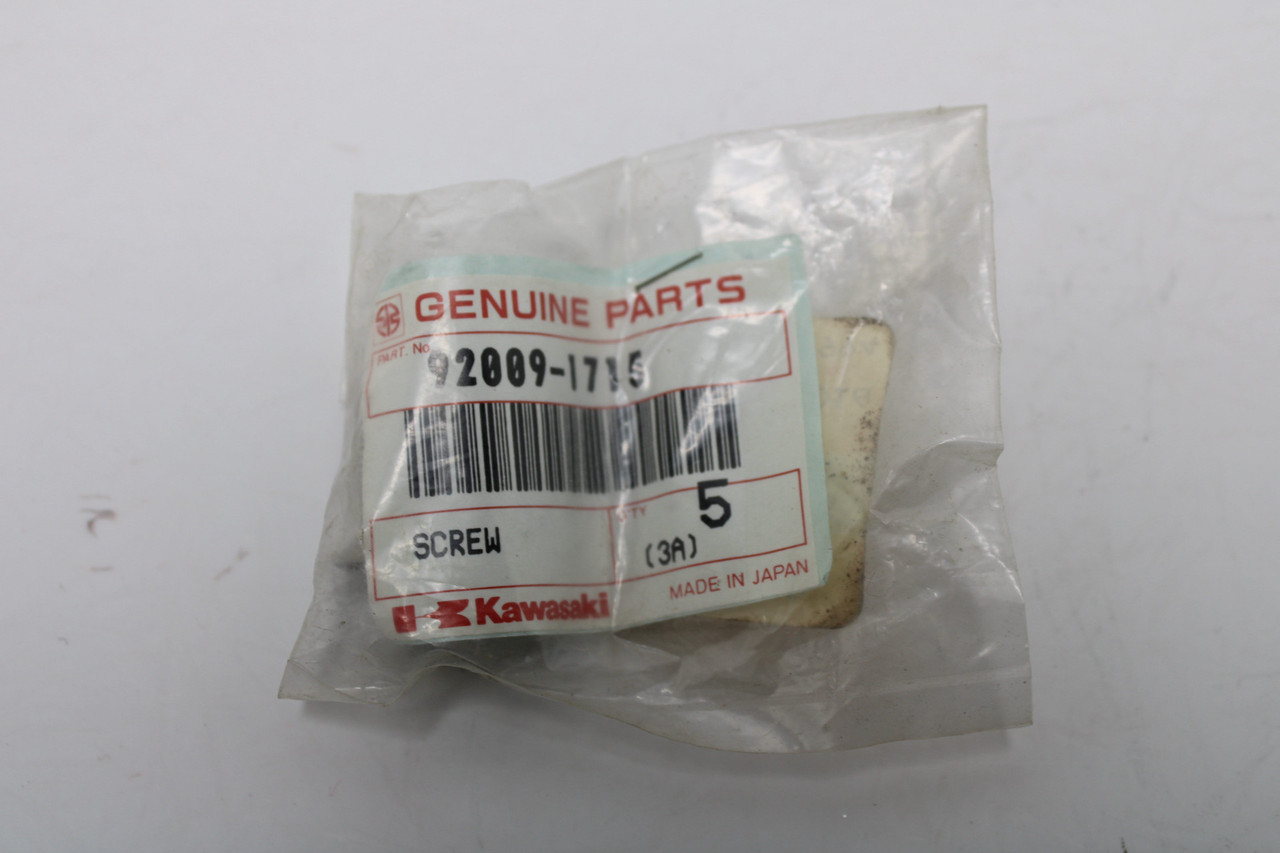 GENUINE PARTS
PART. No.
92009-1715
SCREW
5
(3A)
MADE IN JAPAN
Kawasaki